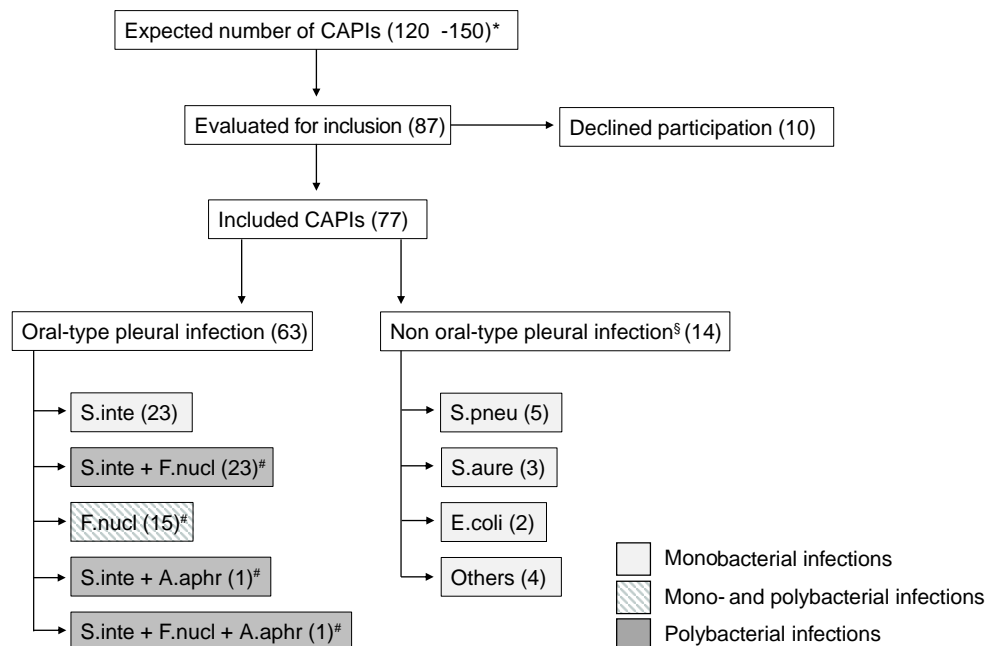 Expected number of CAPIs (120 -150)*
Evaluated for inclusion (87)
Declined participation (10)
Included CAPIs (77)
Oral-type pleural infection (63)
Non oral-type pleural infection§ (14)
S.inte (23)
S.inte + F.nucl (23)#
F.nucl (15)#
S.inte + A.aphr (1)#
S.inte + F.nucl + A.aphr (1)#
S.pneu (5)
S.aure (3)
E.coli (2)
Others (4)
Monobacterial infections
Mono- and polybacterial infections
Polybacterial infections